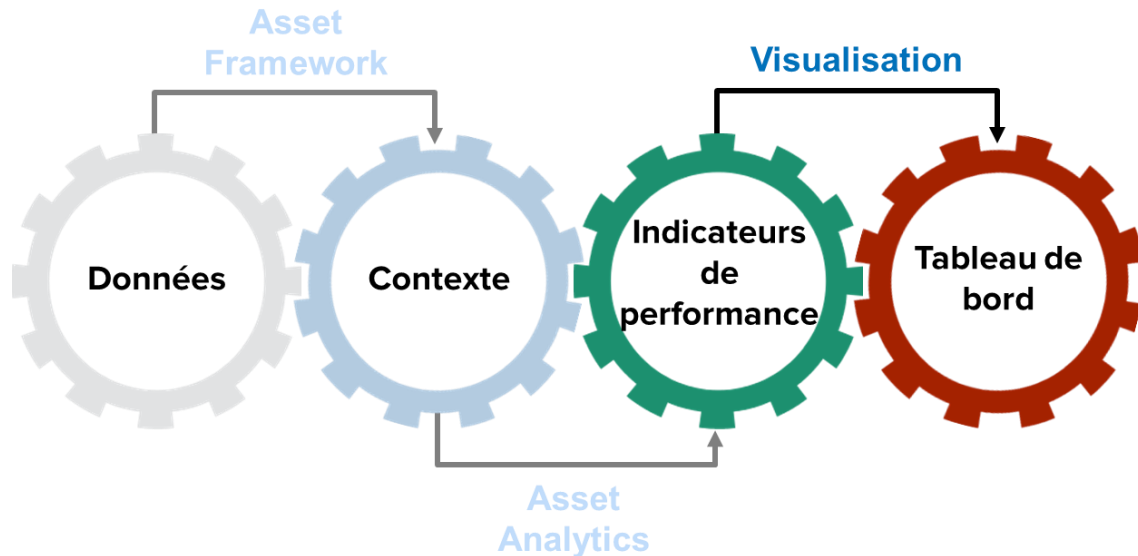 Asset
Framework
Visualisation
Données
Contexte
Indicateurs
de
performance
Tableau de
bord
Asset
Analytics